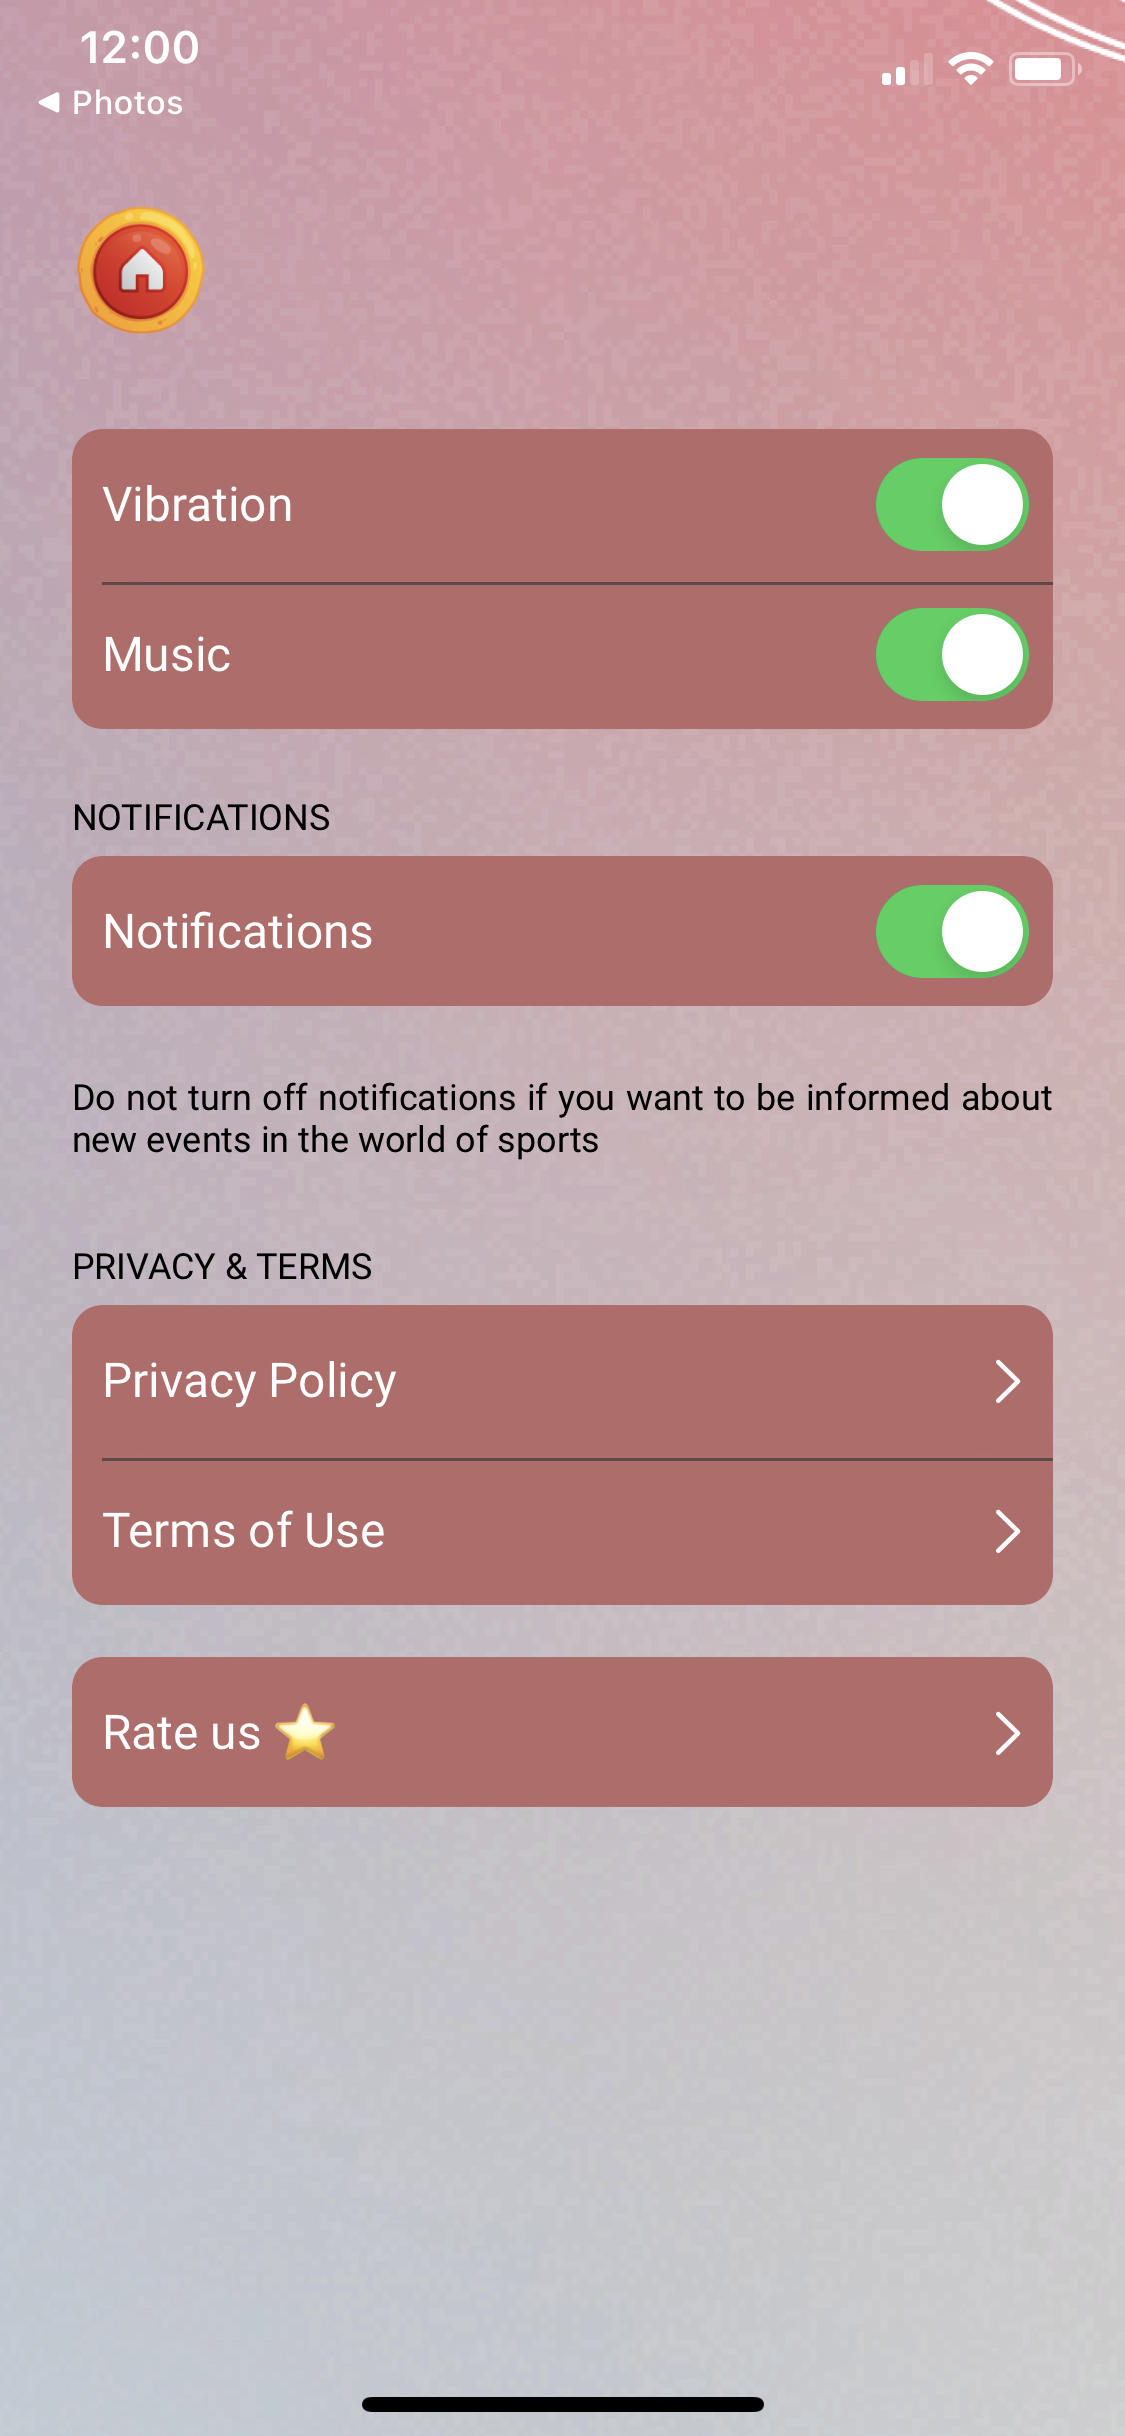 12:00
Photos
Vibration
Music
NOTIFICATIONS
Notifications
Do not turn off notifications if you want to be informed about
new events in the world of sports
PRIVACY & TERMS
Privacy Policy
Terms of Use
Rate us ⭐